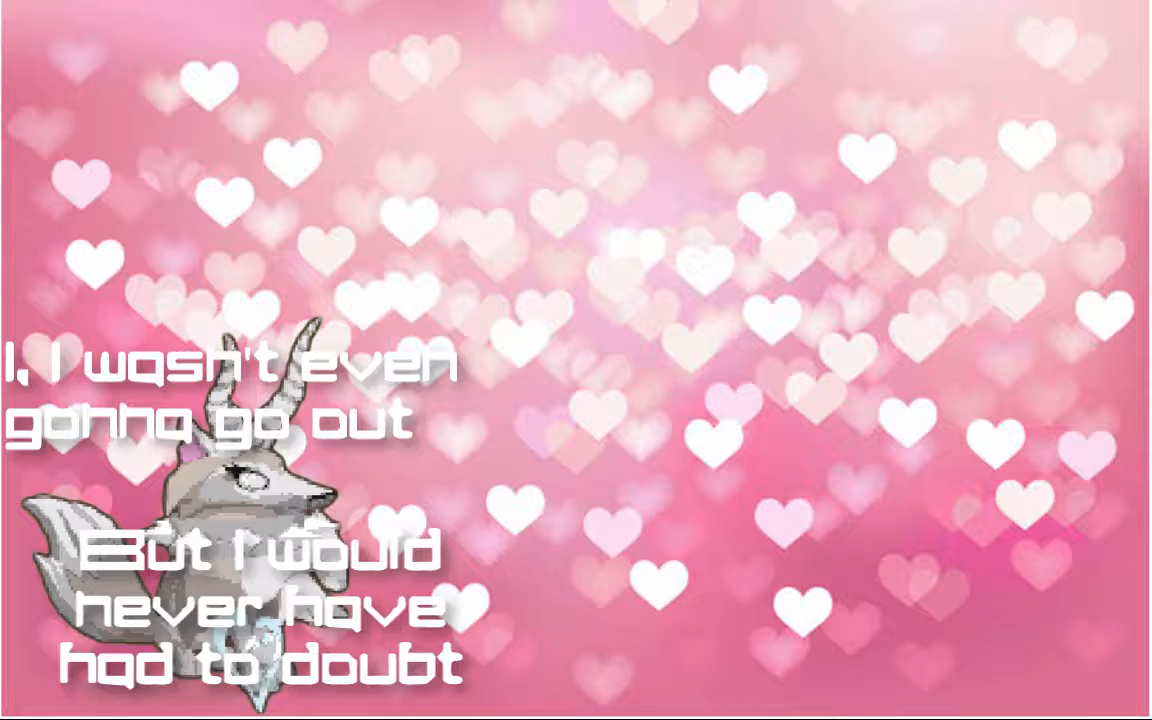 I, I wasn't even
gonna go out
But I would
never have
had to doubt